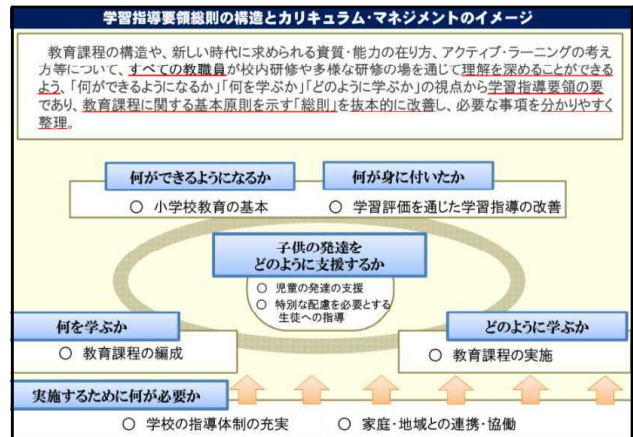 学習指導要領総則の構造とカリキュラム・マネジメントのイメージ
教育課程の構造や、新しい時代に求められる資質・能力の在り方、アクティブ・ラーニングの考え
方等について、すべての教職員が校内研修や多様な研修の場を通じて理解を深めることができる
よう、「何ができるようになるか」「何を学ぶか」「どのように学ぶか」の視点から学習指導要領の要
であり、教育課程に関する基本原則を示す「総則」を抜本的に改善し、必要な事項を分かりやすく
整理。
何ができるようになるか
○ 小学校教育の基本
何が身に付いたか
○ 学習評価を通じた学習指導の改善
子供の発達を
どのように支援するか
○ 児童の発達の支援
○ 特別な配慮を必要とする
生徒への指導
何を学ぶか
○ 教育課程の編成
どのように学ぶか
○ 教育課程の実施
実施するために何が必要か
○ 学校の指導体制の充実
○ 家庭・地域との連携・協働